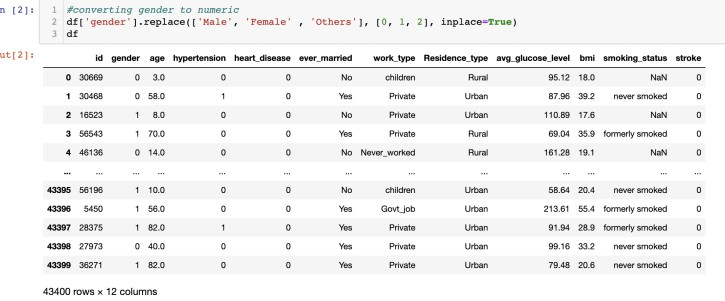 n [2]:
1 #converting gender to numeric
2 df['gender'].replace(['Male', 'Female' , 'Others'], [0, 1, 2], inplace=True)
3 df
ut[2]:
id gender age hypertension heart_disease ever_married work_type Residence_type avg_glucose_level bmi smoking_status stroke
0 30669 0 3.0 0 0 No children Rural 95.12 18.0 NaN 0
1 30468 0 58.0 1 0 Yes Private Urban 87.96 39.2 never smoked 0
2 16523 1 8.0 0 0 No Private Urban 110.89 17.6 NaN 0
3 56543 1 70.0 0 0 Yes Private Rural 69.04 35.9 formerly smoked 0
4 46136 0 14.0 0 0 No Never_worked Rural 161.28 19.1 NaN 0
... ... ... ... ... ... ... ... ... ... ... ... ...
43395 56196 1 10.0 0 0 No children Urban 58.64 20.4 never smoked 0
43396 5450 1 56.0 0 0 Yes Govt_job Urban 213.61 55.4 formerly smoked 0
43397 28375 1 82.0 1 0 Yes Private Urban 91.94 28.9 formerly smoked 0
43398 27973 0 40.0 0 0 Yes Private Urban 99.16 33.2 never smoked 0
43399 36271 1 82.0 0 0 Yes Private Urban 79.48 20.6 never smoked 0
43400 rows × 12 columns